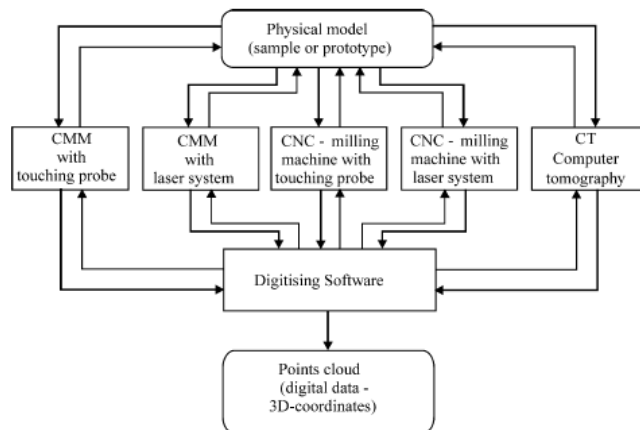 Physical model
(sample or prototype)
CMM
with
touching probe
CMM
with
laser system
CNC - milling
machine with
touching probe
CNC - milling
machine with
laser system
CT
Computer
tomography
Digitising Software
Points cloud
(digital data -
3D-coordinates)